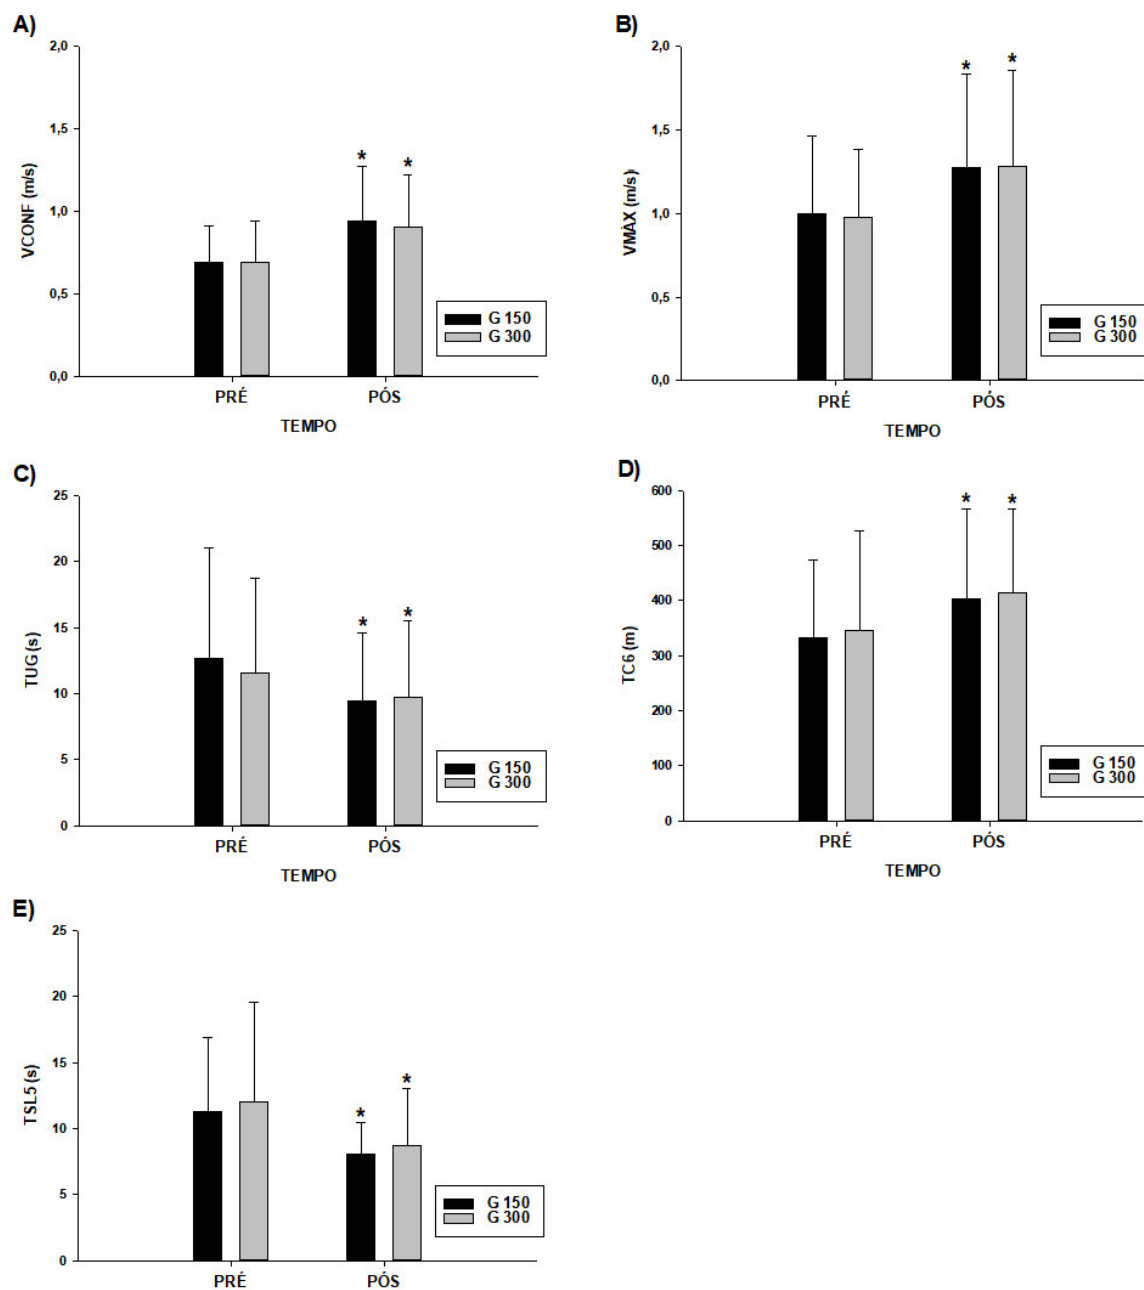 A)
2,0
1,5
1,0
0,5
0,0
VCONF (m/s)
* *
G 150
G 300
PRÉ PÓS
TEMPO
B)
2,0
1,5
1,0
0,5
0,0
VMÁX (m/s)
* *
G 150
G 300
PRÉ PÓS
TEMPO
C)
25
20
15
10
5
0
TUG (s)
* *
G 150
G 300
PRÉ PÓS
TEMPO
D)
600
500
400
300
200
100
0
TC6 (m)
* *
G 150
G 300
PRÉ PÓS
TEMPO
E)
25
20
15
10
5
0
TSL5 (s)
* *
G 150
G 300
PRÉ PÓS